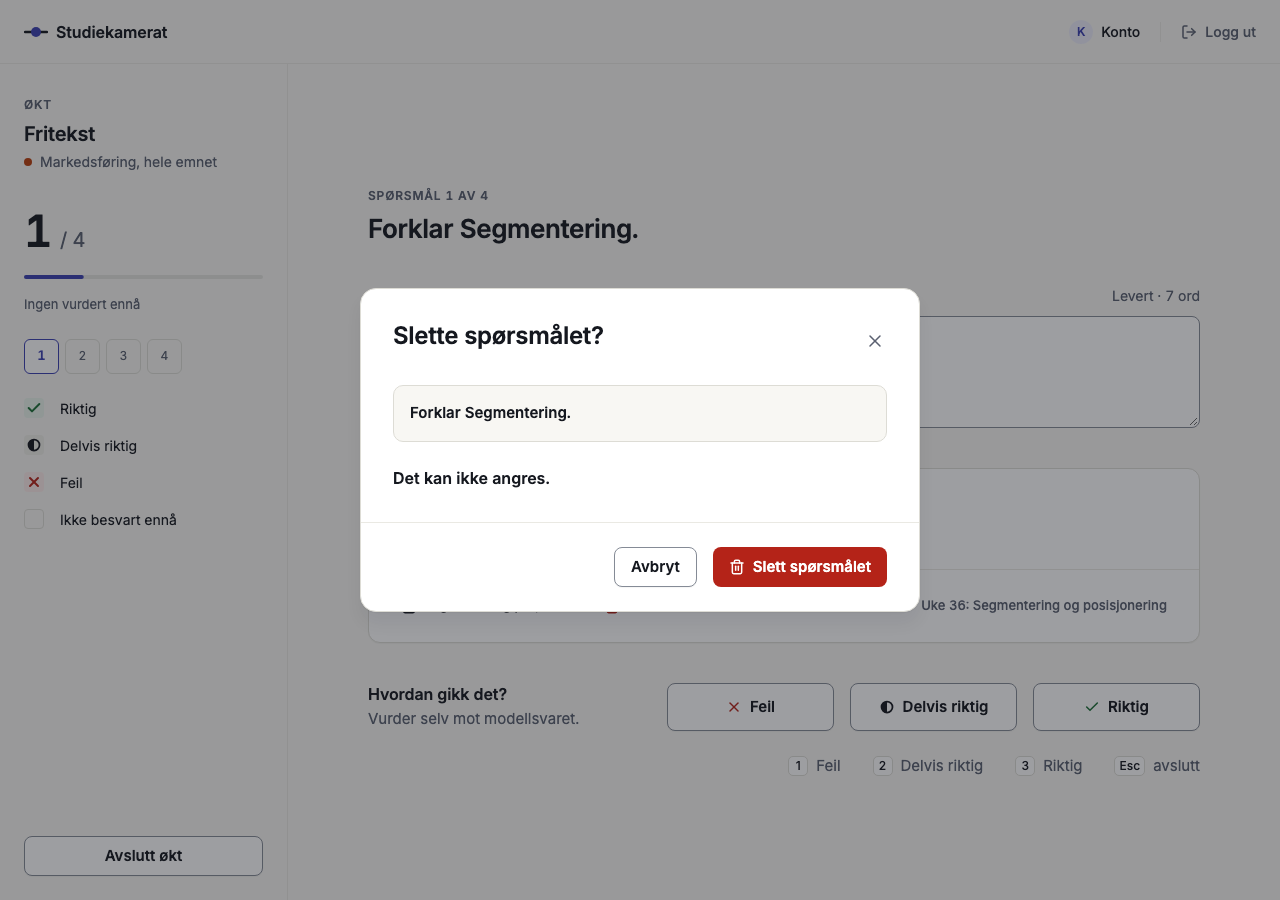 Studiekamerat
K Konto
Logg ut
ØKT
Fritekst
Markedsføring, hele emnet
1 / 4
Ingen vurdert ennå
1 2 3 4
Riktig
Delvis riktig
Feil
Ikke besvart ennå
Avslutt økt
SPØRSMÅL 1 AV 4
Forklar Segmentering.
Levert · 7 ord
Slette spørsmålet?
Forklar Segmentering.
Det kan ikke angres.
Avbryt
Slett spørsmålet
Uke 36: Segmentering og posisjonering
Hvordan gikk det?
Vurder selv mot modellsvaret.
Feil
Delvis riktig
Riktig
1 Feil 2 Delvis riktig 3 Riktig Esc avslutt